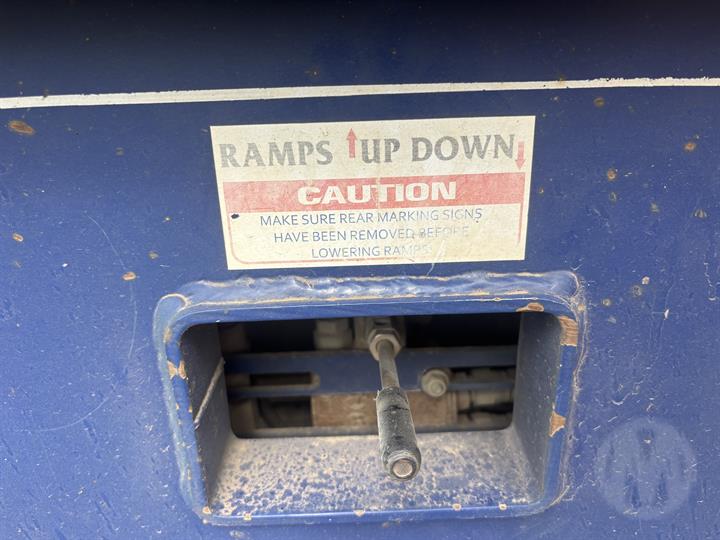 RAMPS ↑UP DOWN↓
CAUTION
MAKE SURE REAR MARKING SIGNS
HAVE BEEN REMOVED BEFORE
LOWERING RAMPS